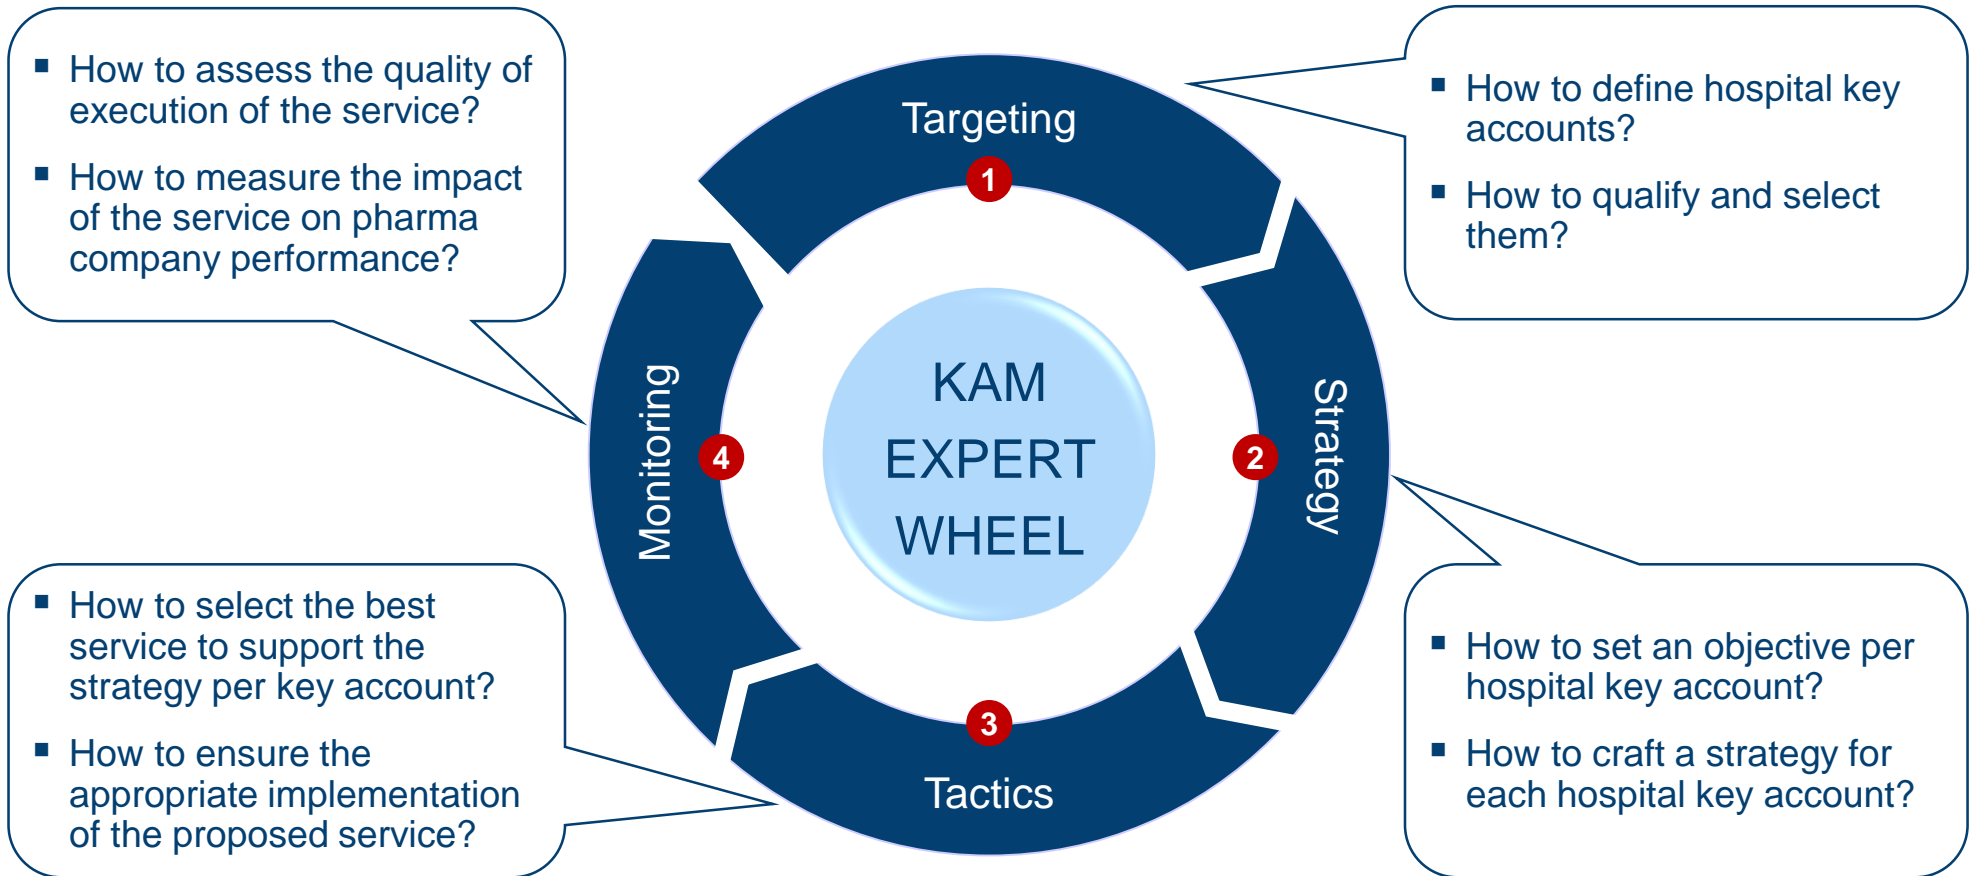 ▪ How to assess the quality of
execution of the service?
▪ How to measure the impact
of the service on pharma
company performance?
Targeting
1
▪ How to define hospital key
accounts?
▪ How to qualify and select
them?
Monitoring
4
KAM
EXPERT
WHEEL
2
Strategy
▪ How to select the best
service to support the
strategy per key account?
▪ How to ensure the
appropriate implementation
of the proposed service?
3
Tactics
▪ How to set an objective per
hospital key account?
▪ How to craft a strategy for
each hospital key account?